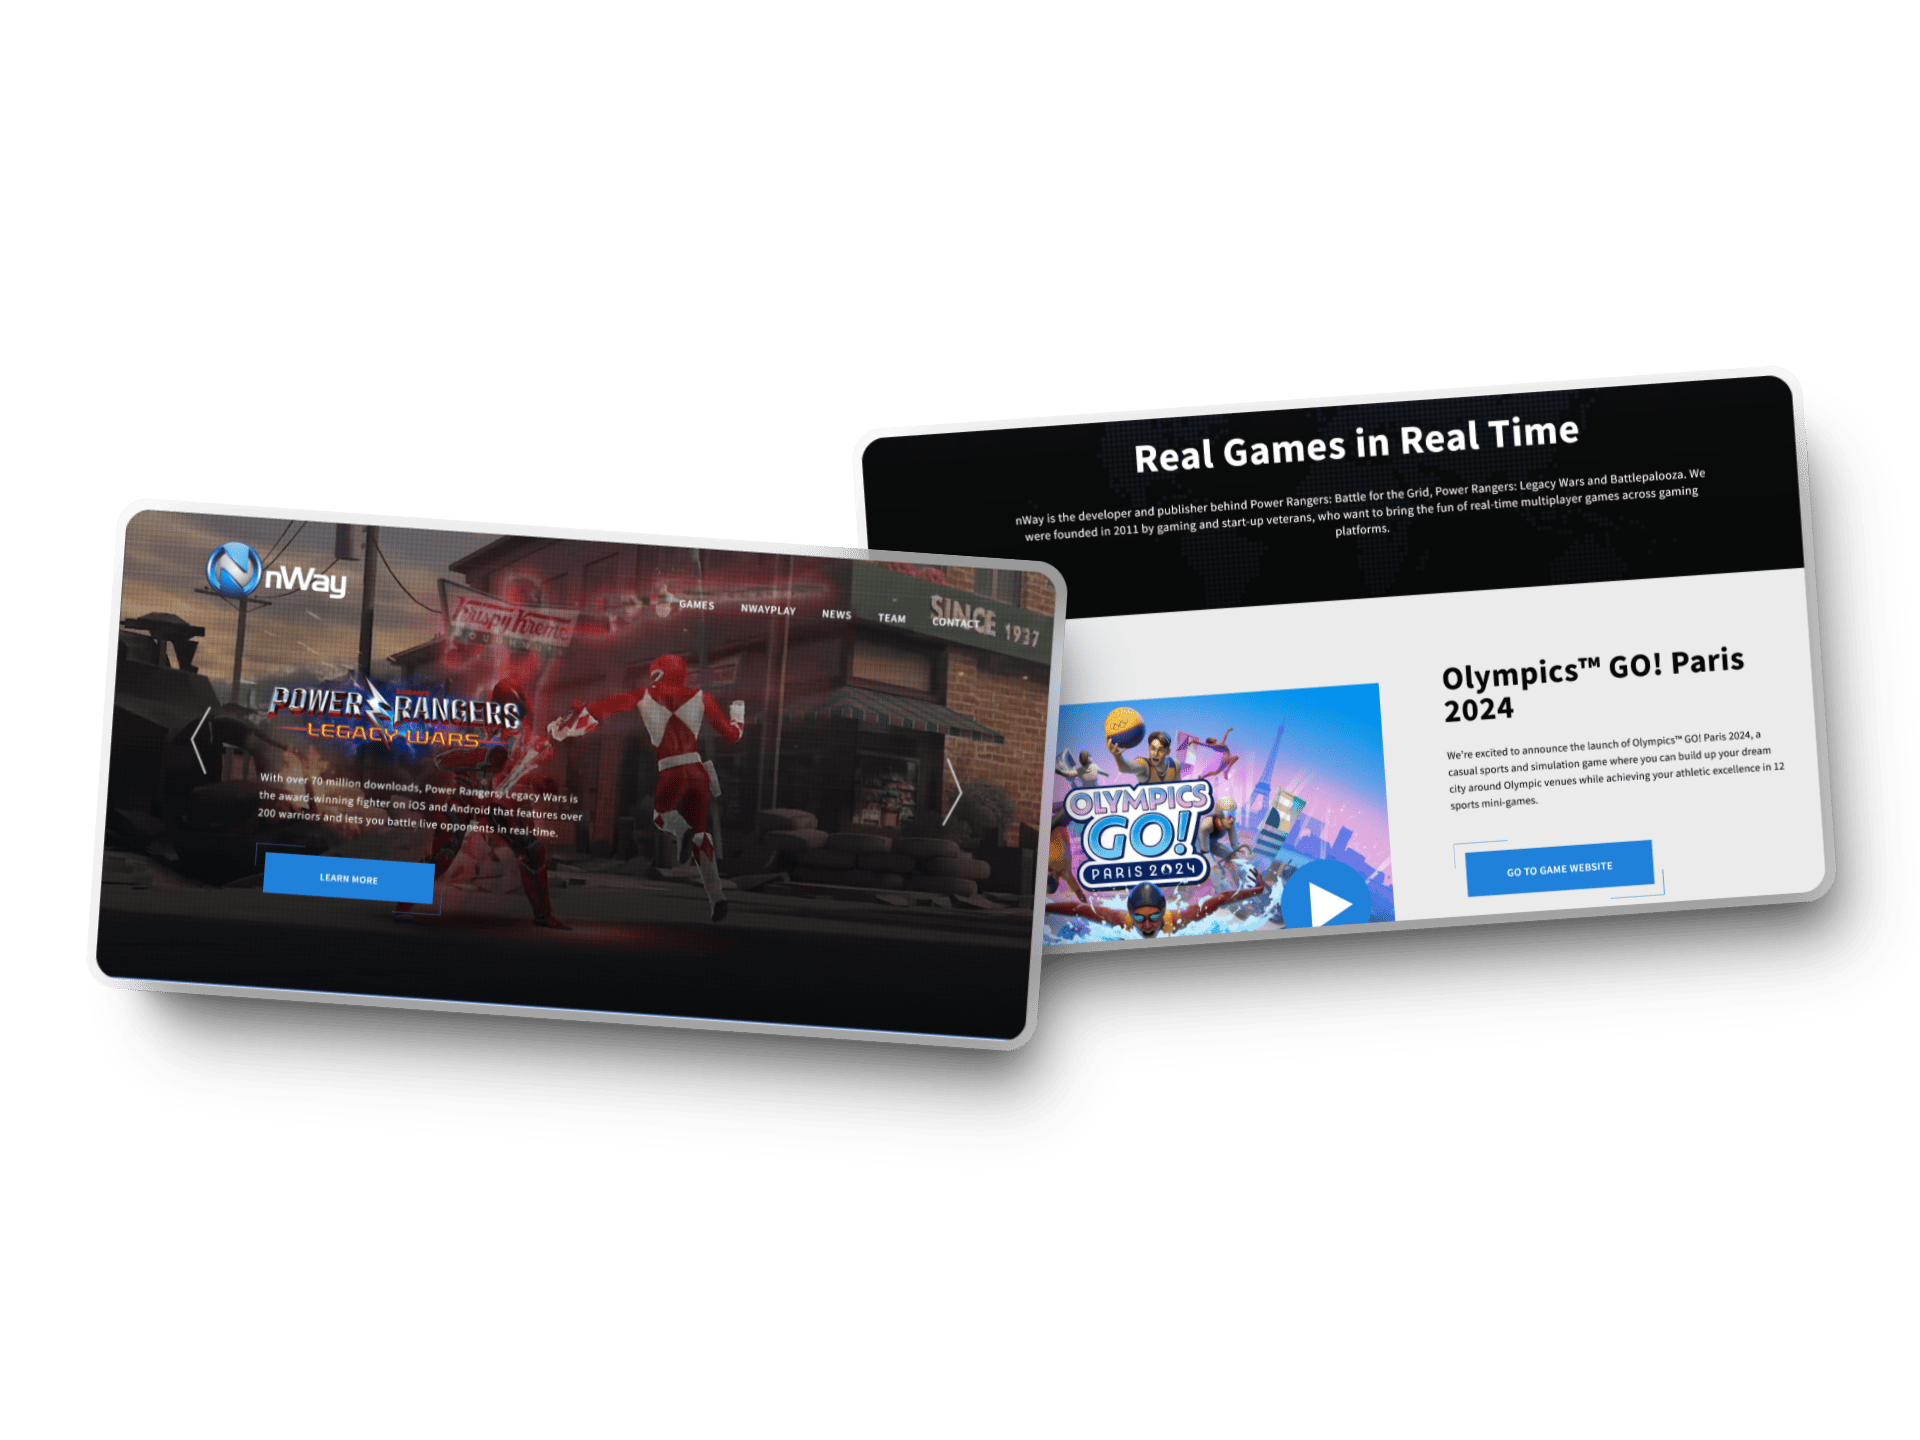 nWay
GAMES NWAYPLAY NEWS TEAM CONTACT
Krispy Kreme
DOUGHNUTS
SINCE 1937
POWER RANGERS
LEGACY WARS
With over 70 million downloads, Power Rangers: Legacy Wars is
the award-winning fighter on iOS and Android that features over
200 warriors and lets you battle live opponents in real-time.
LEARN MORE
Real Games in Real Time
nWay is the developer and publisher behind Power Rangers: Battle for the Grid, Power Rangers: Legacy Wars and Battlepalooza. We
were founded in 2011 by gaming and start-up veterans, who want to bring the fun of real-time multiplayer games across gaming
platforms.
OLYMPICS
GO!
PARIS 2024
Olympics™ GO! Paris
2024
We're excited to announce the launch of Olympics™ GO! Paris 2024, a
casual sports and simulation game where you can build up your dream
city around Olympic venues while achieving your athletic excellence in 12
sports mini-games.
GO TO GAME WEBSITE